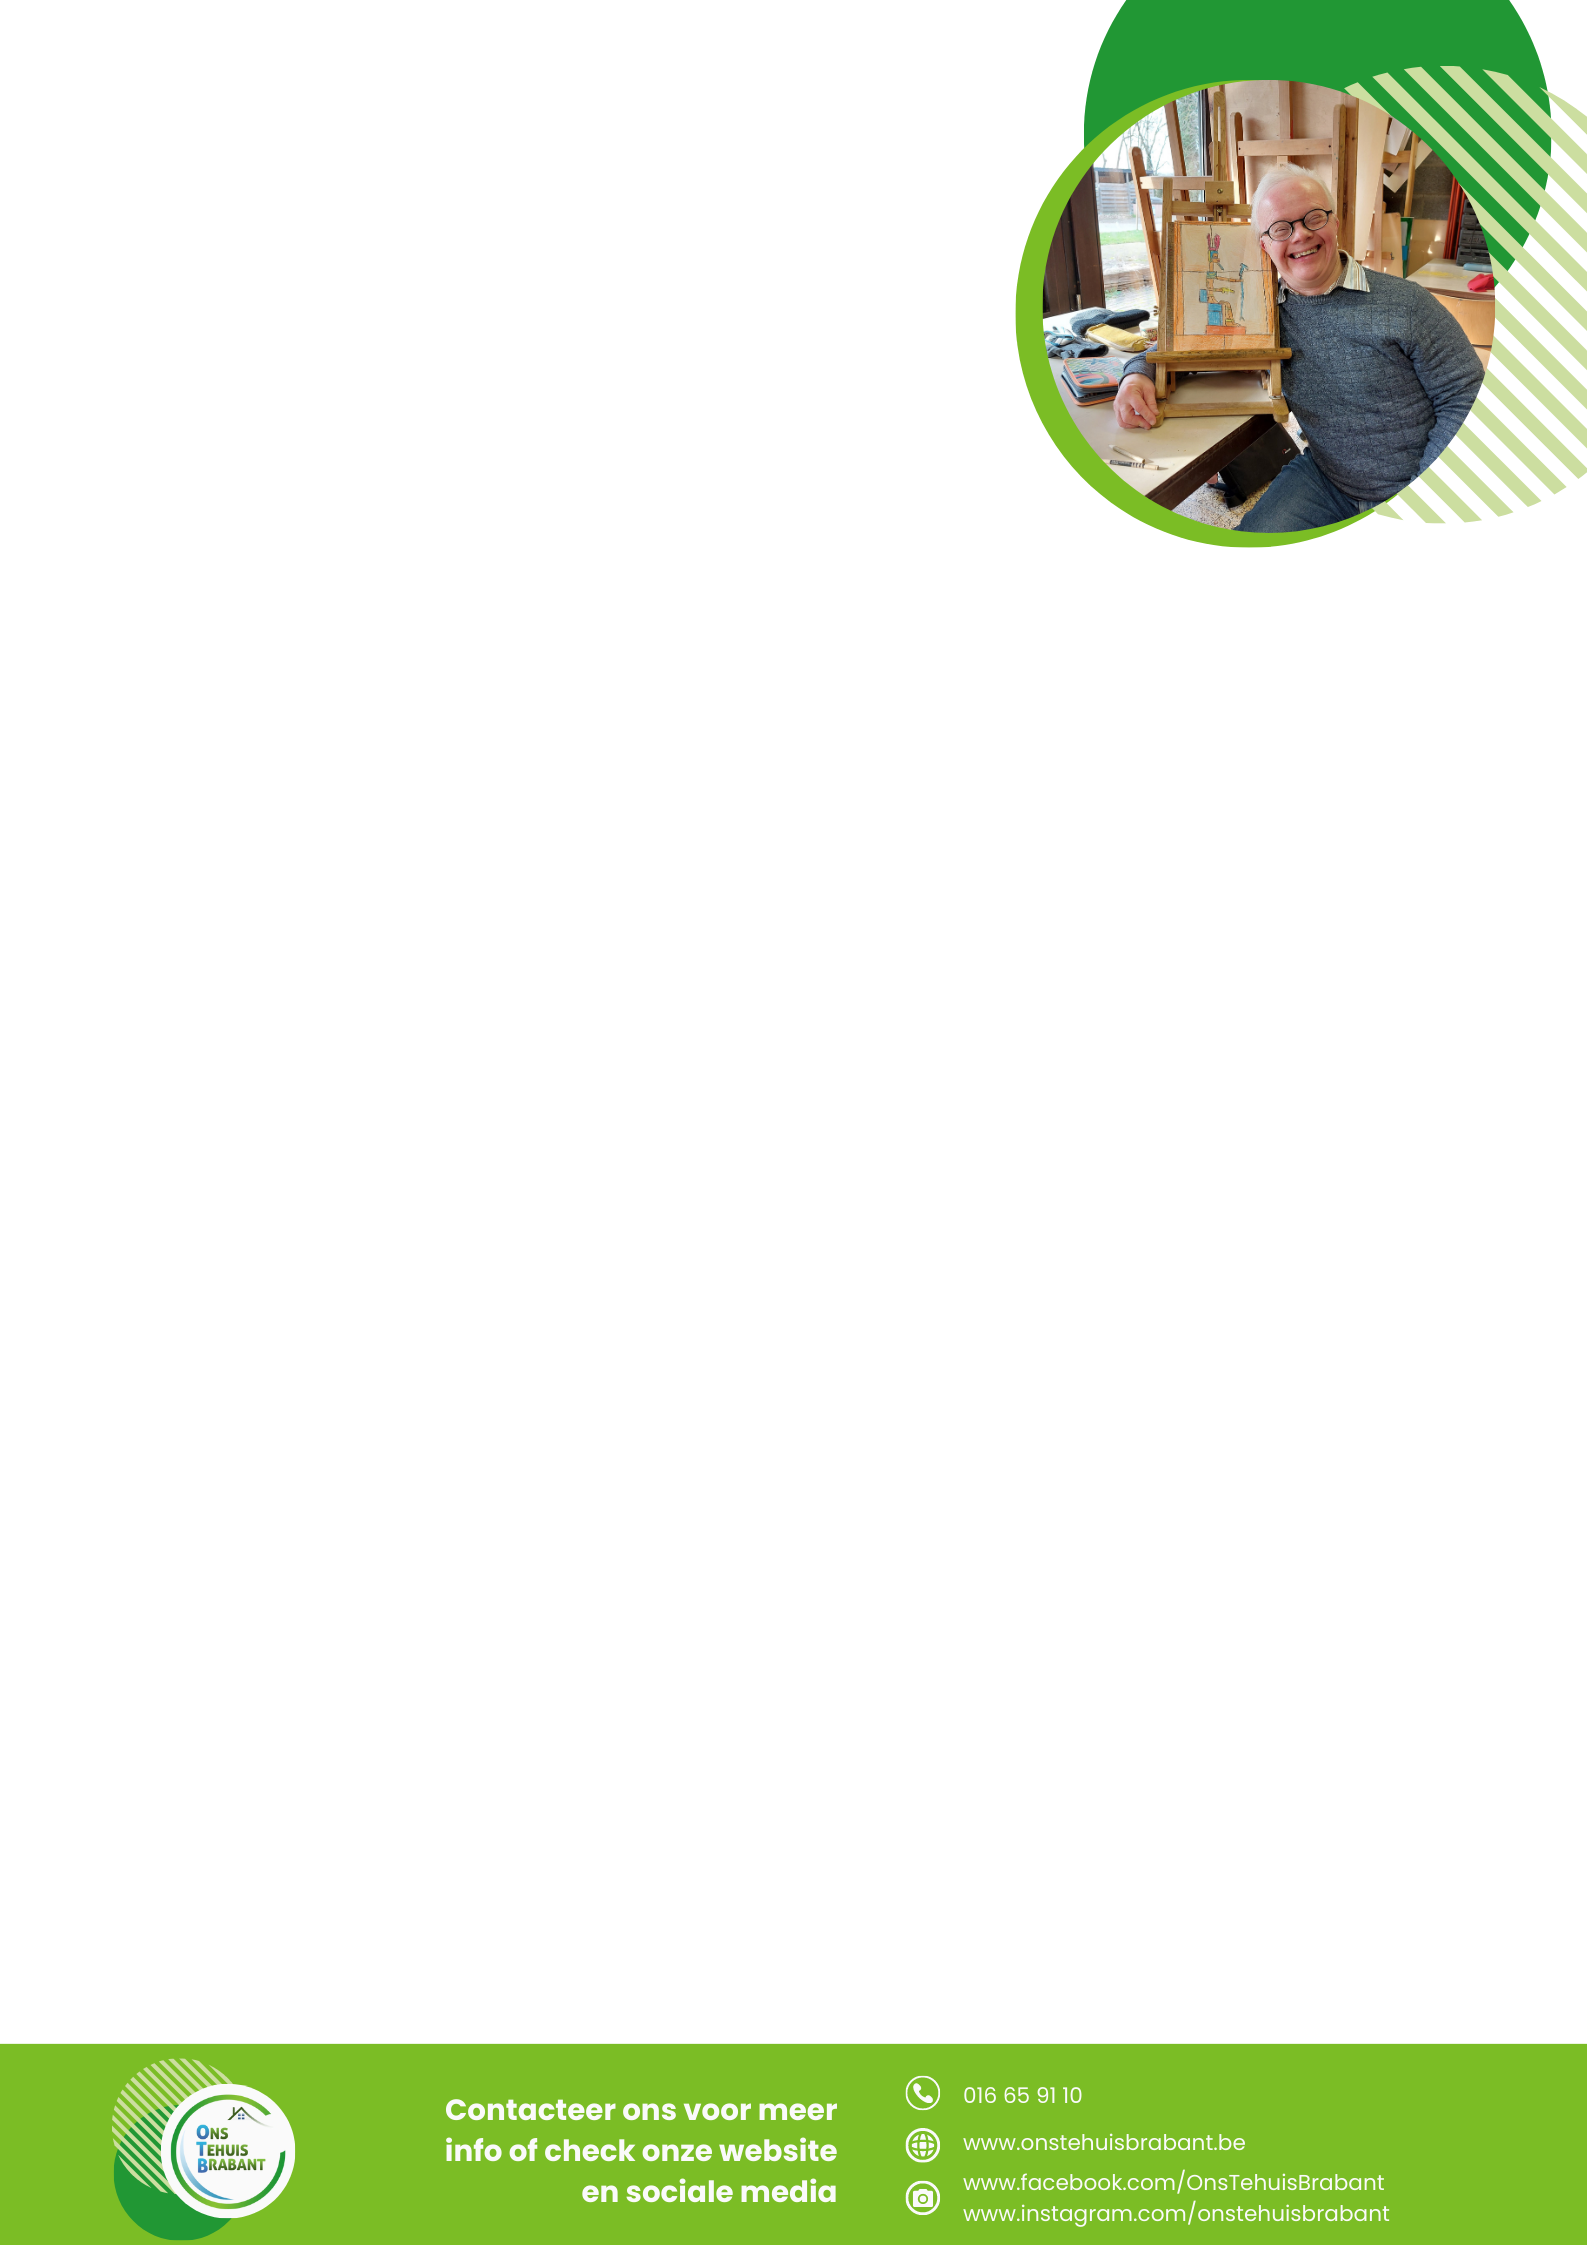 ONS
TEHUIS
BRABANT
Contacteer ons voor meer
info of check onze website
en sociale media
016 65 91 10
www.onstehuisbrabant.be
www.facebook.com/OnsTehuisBrabant
www.instagram.com/onstehuisbrabant